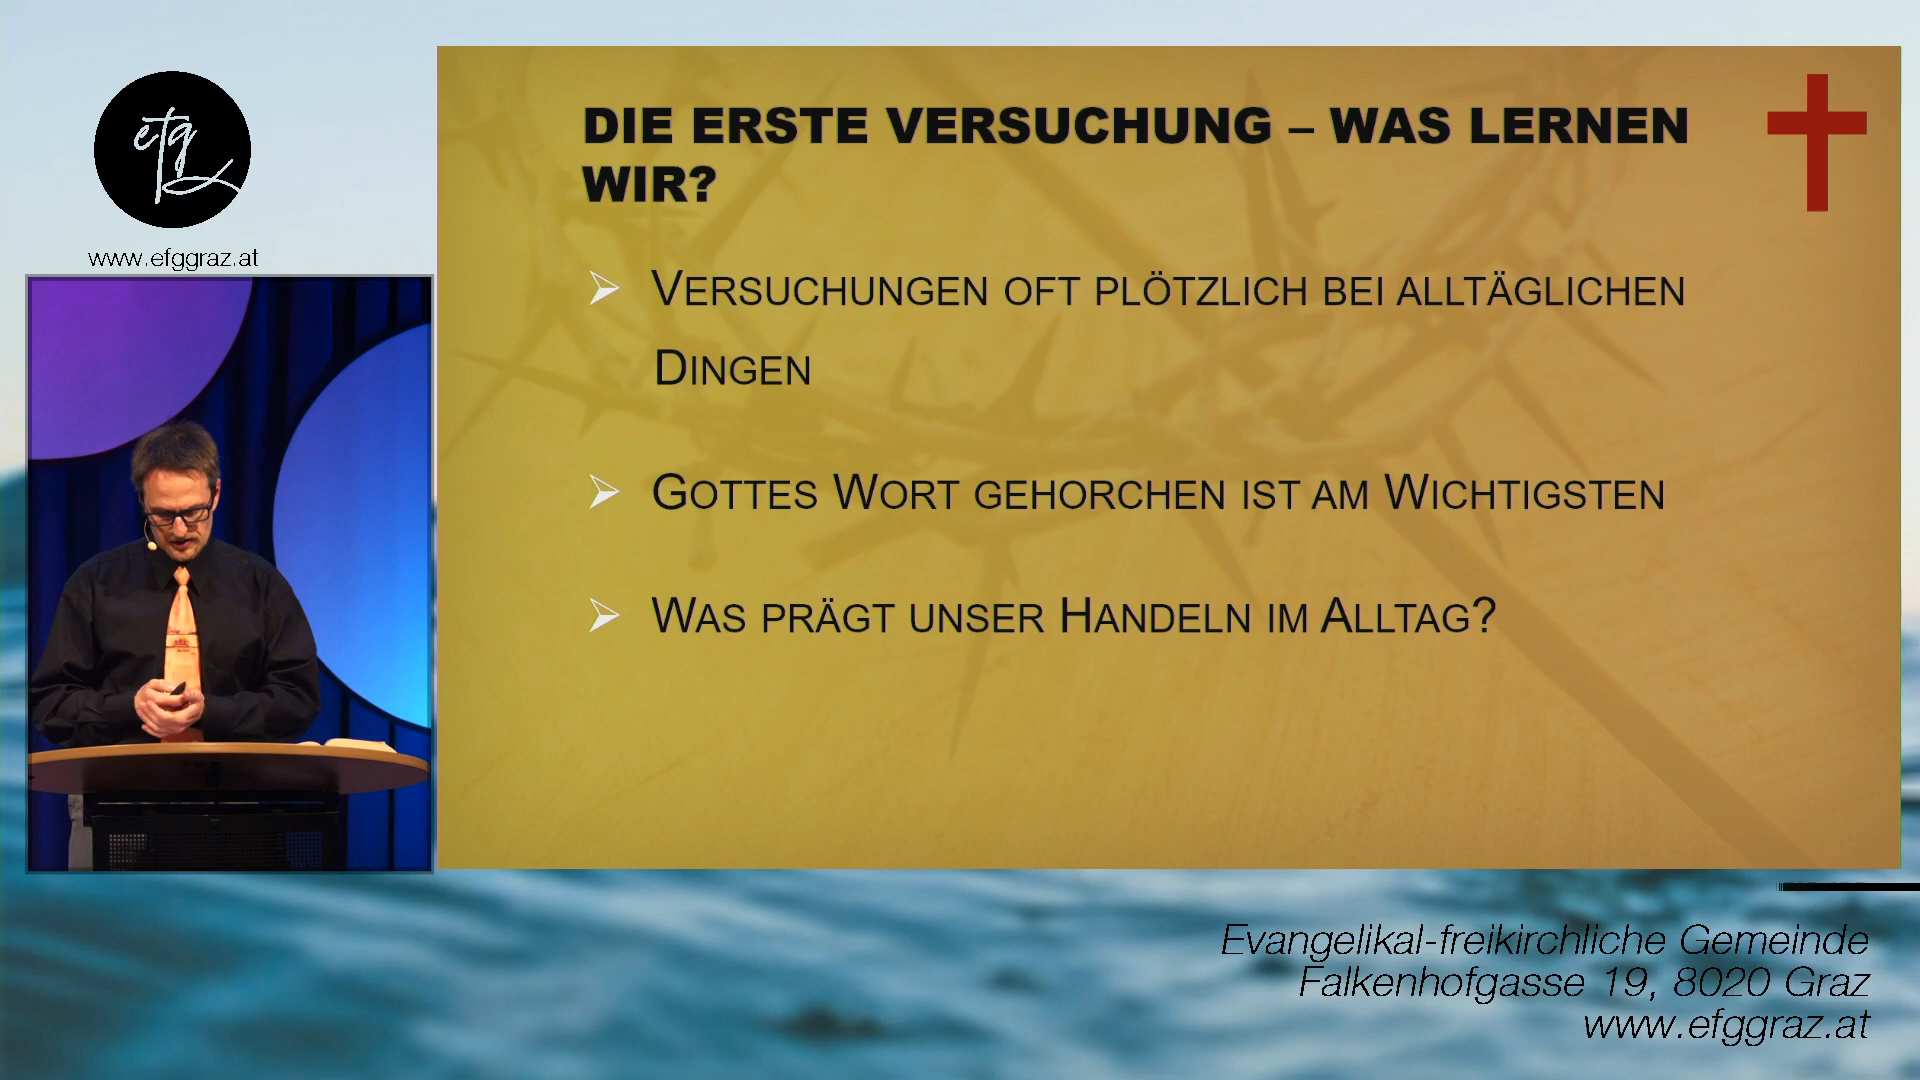 efg
www.efggraz.at
DIE ERSTE VERSUCHUNG – WAS LERNEN
WIR?
VERSUCHUNGEN OFT PLÖTZLICH BEI ALLTÄGLICHEN
DINGEN
GOTTES WORT GEHORCHEN IST AM WICHTIGSTEN
WAS PRÄGT UNSER HANDELN IM ALLTAG?
Evangelikal-freikirchliche Gemeinde
Falkenhofgasse 19, 8020 Graz
www.efggraz.at